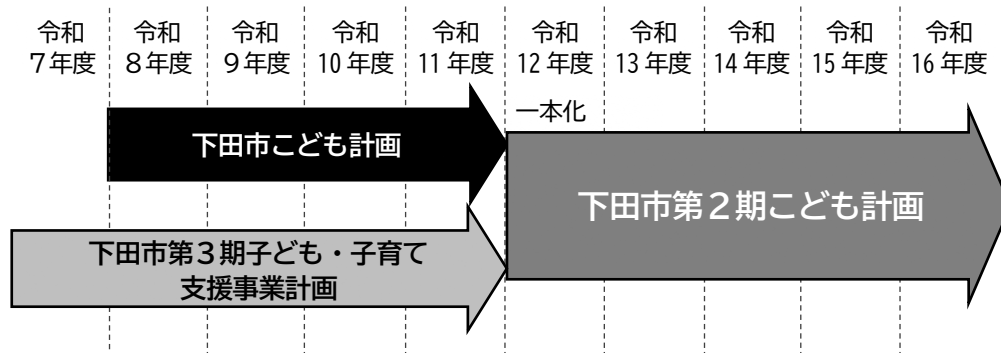 令和 令和 令和 令和 令和 令和 令和 令和 令和 令和
7年度 8年度 9年度 10年度 11年度 12年度 13年度 14年度 15年度 16年度
一本化
下田市こども計画
下田市第2期こども計画
下田市第3期子ども・子育て
支援事業計画